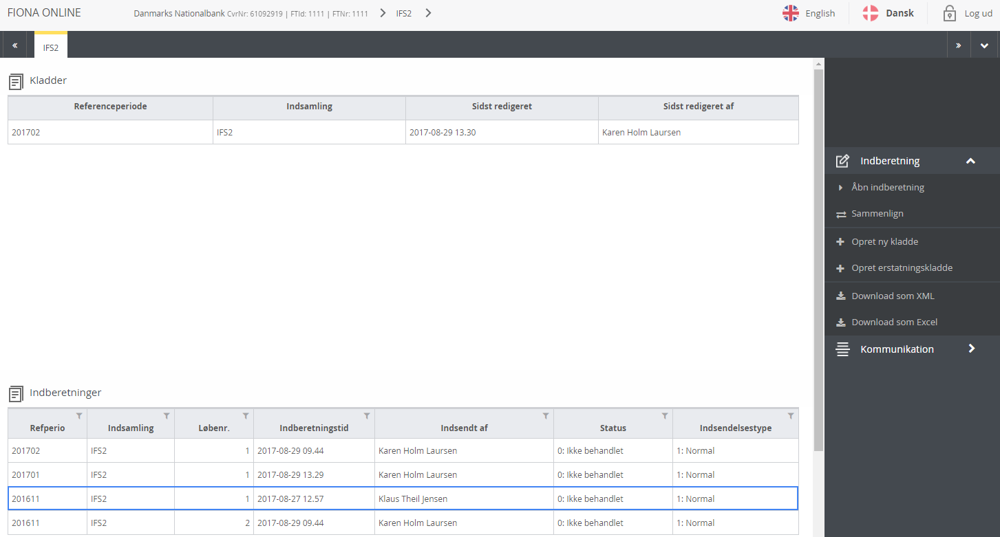 FIONA ONLINE Danmarks Nationalbank CvrNr: 61092919 | FTId: 1111 | FTNr: 1111 IFS2 English Dansk Log ud
« IFS2 »
Kladder
Referenceperiode Indsamling Sidst redigeret Sidst redigeret af
201702 IFS2 2017-08-29 13.30 Karen Holm Laursen
Indberetning
Åbn indberetning
Sammenlign
Opret ny kladde
Opret erstatningskladde
Download som XML
Download som Excel
Kommunikation
Indberetninger
Refperio Indsamling Løbenr. Indberetningstid Indsendt af Status Indsendelsestype
201702 IFS2 1 2017-08-29 09.44 Karen Holm Laursen 0: Ikke behandlet 1: Normal
201701 IFS2 1 2017-08-29 13.29 Karen Holm Laursen 0: Ikke behandlet 1: Normal
201611 IFS2 1 2017-08-27 12.57 Klaus Theil Jensen 0: Ikke behandlet 1: Normal
201611 IFS2 2 2017-08-29 09.44 Karen Holm Laursen 0: Ikke behandlet 1: Normal